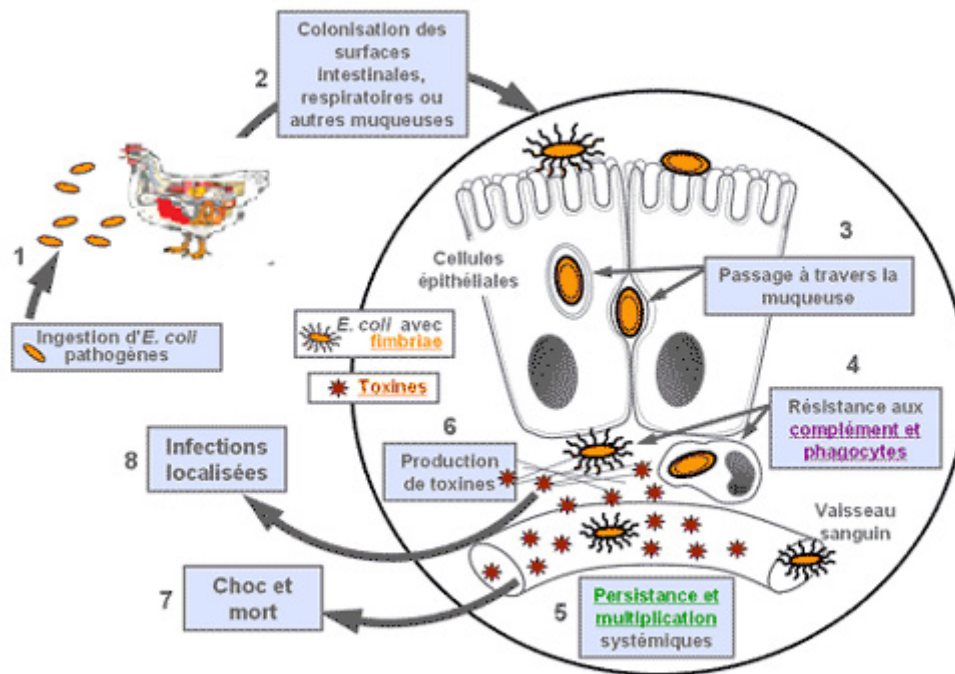 1
Ingestion d'E. coli
pathogènes
2
Colonisation des
surfaces
intestinales,
respiratoires ou
autres muqueuses
Cellules
épithéliales
3
Passage à travers la
muqueuse
E. coli avec
fimbriae
Toxines
4
Résistance aux
complément et
phagocytes
6
Production
de toxines
Vaisseau
sanguin
5
Persistance et
multiplication
systémiques
8
Infections
localisées
7
Choc et
mort